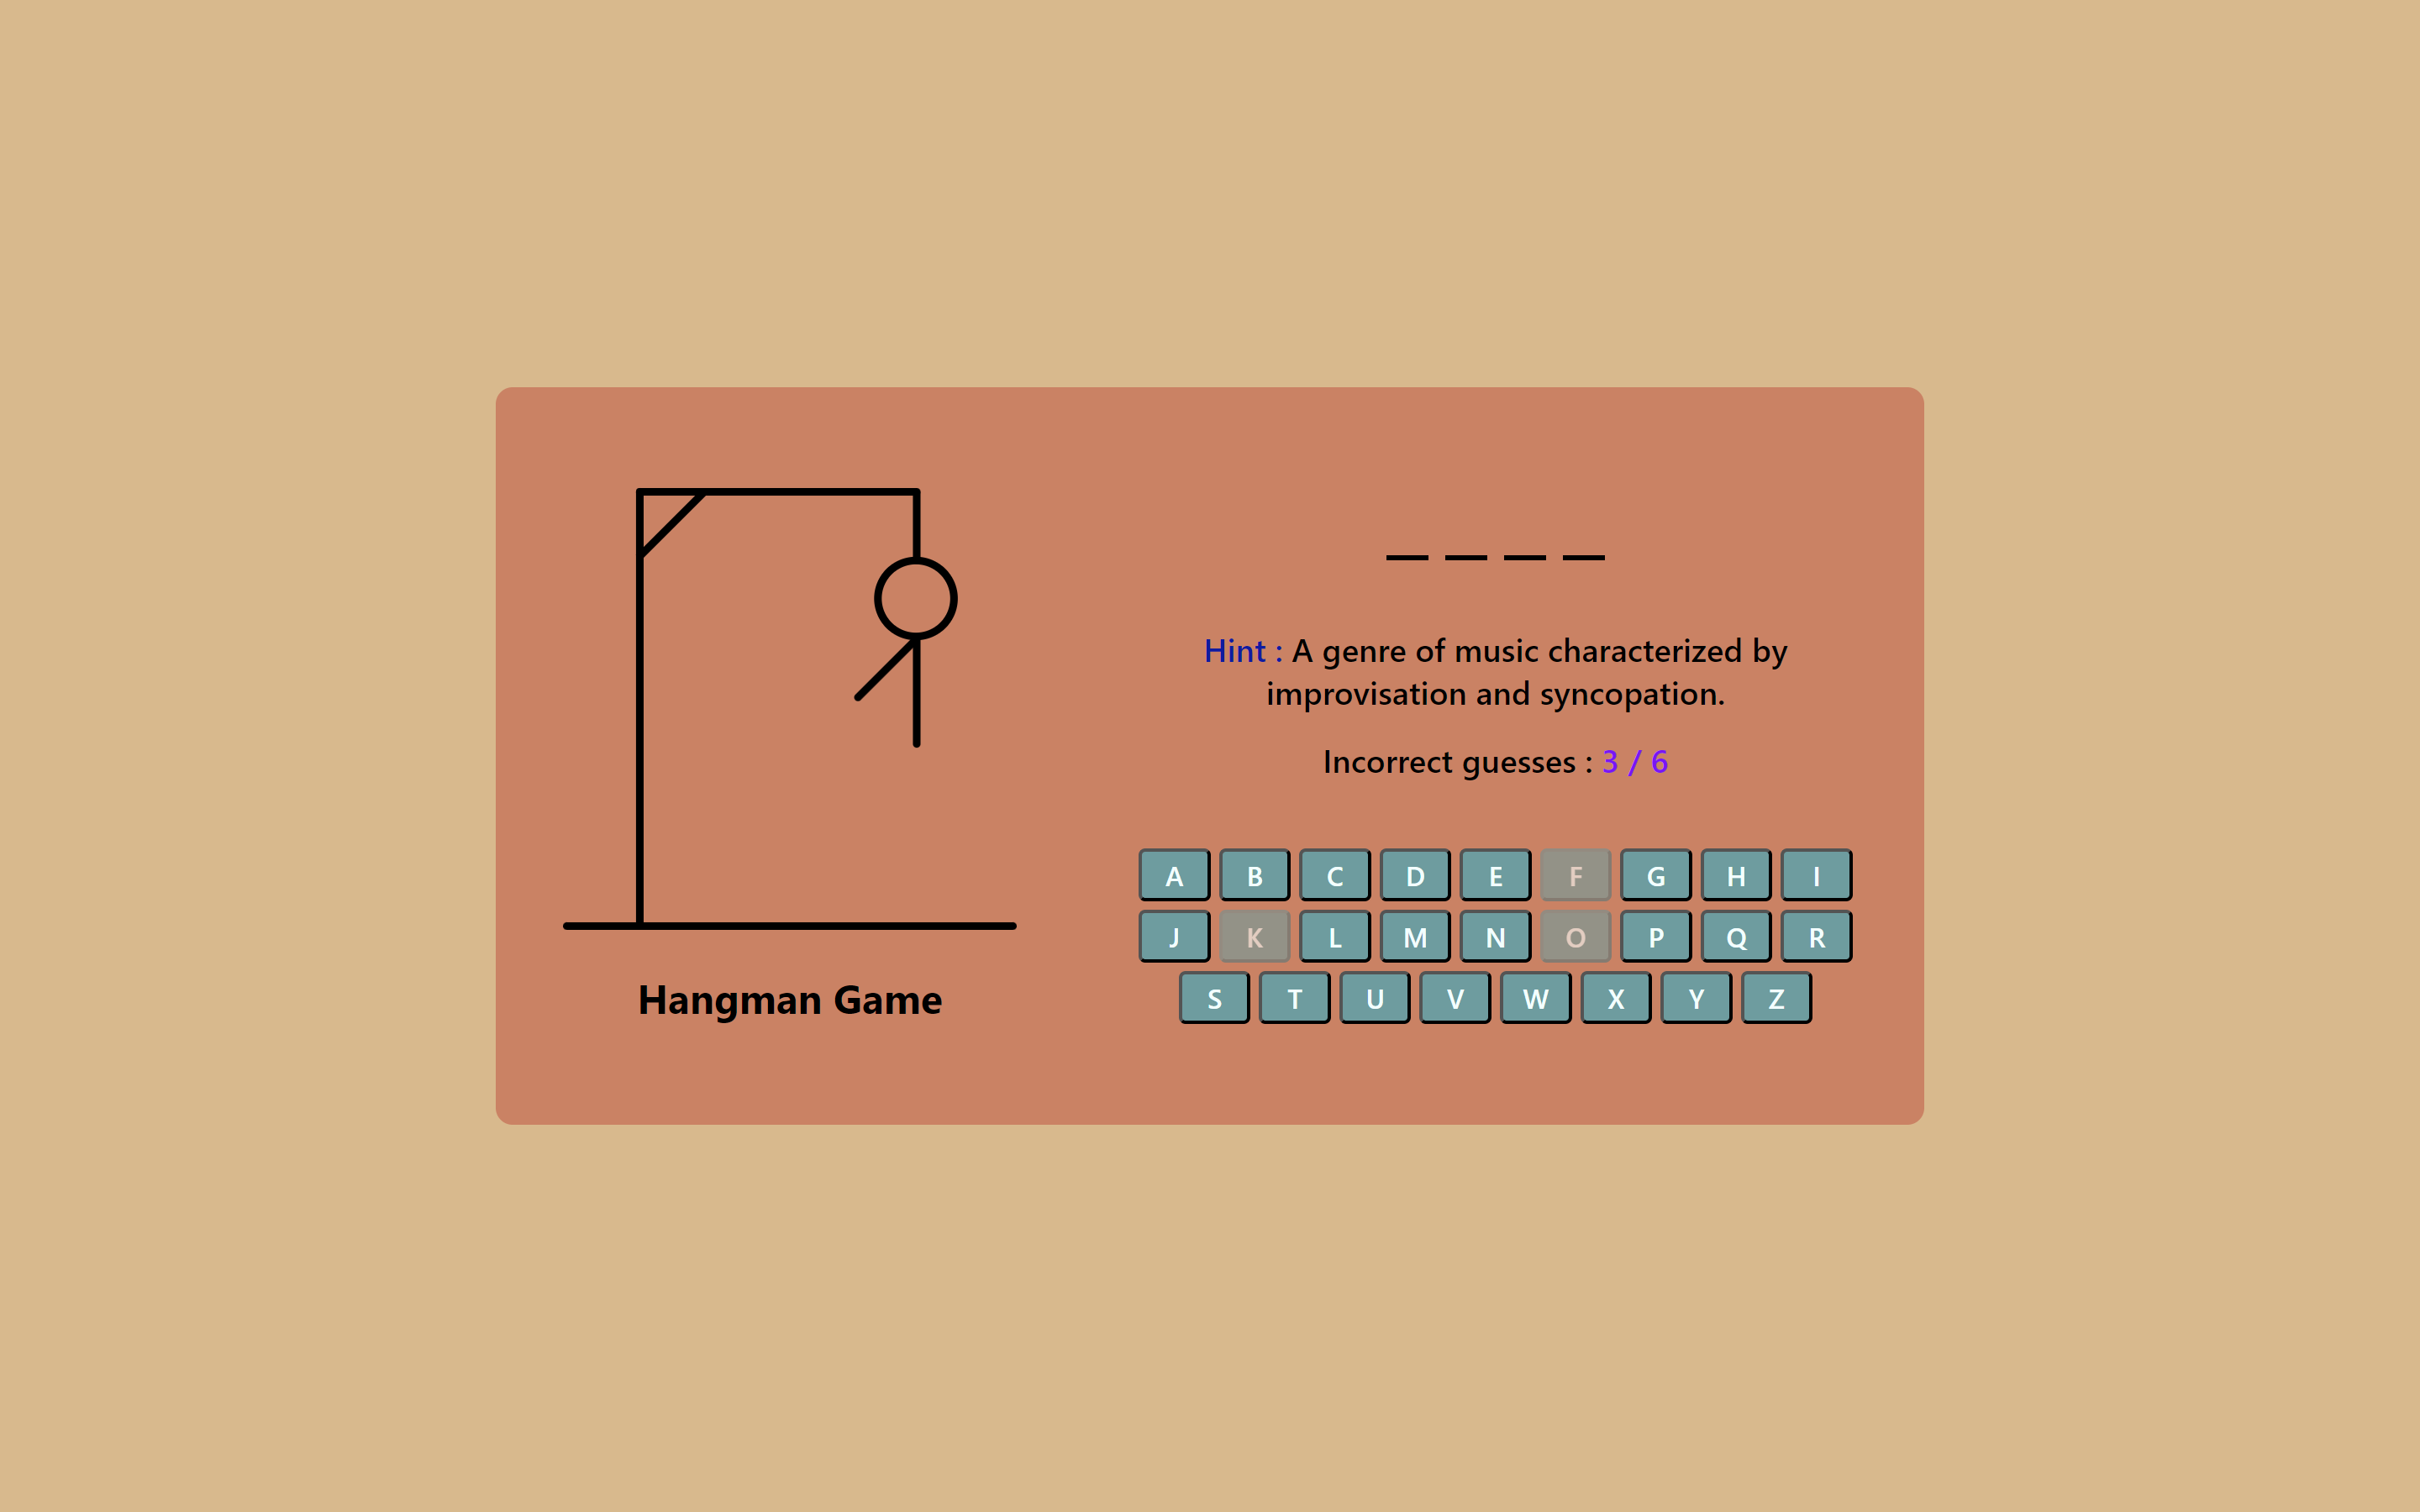 Hint : A genre of music characterized by
improvisation and syncopation.
Incorrect guesses : 3 / 6
A B C D E F G H I
J K L M N O P Q R
S T U V W X Y Z
Hangman Game